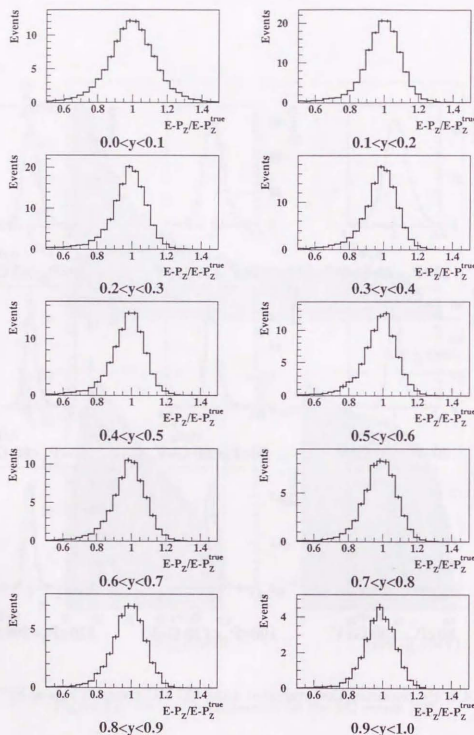 Events
10
5
0
0.6 0.8 1 1.2 1.4
E-P_Z/E-P_Z^true
0.0<y<0.1
Events
20
10
0
0.6 0.8 1 1.2 1.4
E-P_Z/E-P_Z^true
0.1<y<0.2
Events
20
10
0
0.6 0.8 1 1.2 1.4
E-P_Z/E-P_Z^true
0.2<y<0.3
Events
10
0
0.6 0.8 1 1.2 1.4
E-P_Z/E-P_Z^true
0.3<y<0.4
Events
10
0
0.6 0.8 1 1.2 1.4
E-P_Z/E-P_Z^true
0.4<y<0.5
Events
10
5
0
0.6 0.8 1 1.2 1.4
E-P_Z/E-P_Z^true
0.5<y<0.6
Events
10
5
0
0.6 0.8 1 1.2 1.4
E-P_Z/E-P_Z^true
0.6<y<0.7
Events
5
0
0.6 0.8 1 1.2 1.4
E-P_Z/E-P_Z^true
0.7<y<0.8
Events
5
0
0.6 0.8 1 1.2 1.4
E-P_Z/E-P_Z^true
0.8<y<0.9
Events
4
2
0
0.6 0.8 1 1.2 1.4
E-P_Z/E-P_Z^true
0.9<y<1.0